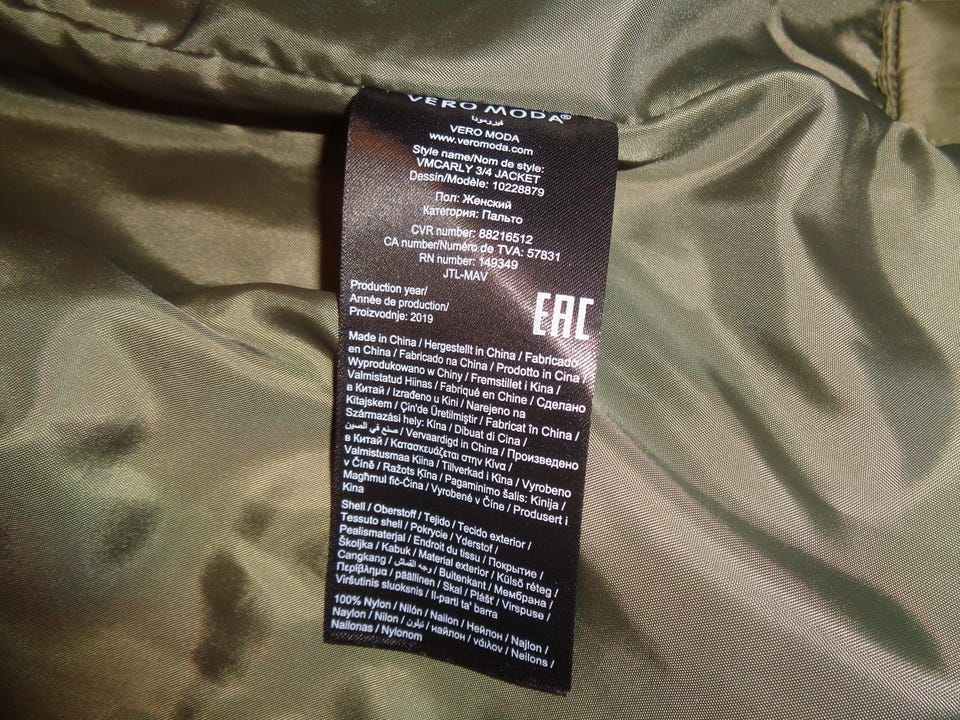 VERO MODA®
فيرومودا
VERO MODA
www.veromoda.com
Style name/Nom de style:
VMCARLY 3/4 JACKET
Dessin/Modèle: 10228879
Пол: Женский
Категория: Пальто
CVR number: 88216512
CA number/Numéro de TVA: 57831
RN number: 149349
JTL-MAV
Production year/
Année de production/
Proizvodnje: 2019
EAC
Made in China / Hergestellt in China / Fabricado
en China / Fabricado na China / Prodotto in Cina /
Wyprodukowano w Chiny / Fremstillet i Kina /
Valmistatud Hiinas / Fabriqué en Chine / Сделано
в Китай / Izrađeno u Kini / Narejeno na
Kitajskem / Çin'de Üretilmiştir / Fabricat în China /
Származási hely: Kína / Dibuat di Cina /
صنع في الصين / Vervaardigd in China / Произведено
в Китай / Κατασκευάζεται στην Κίνα /
Valmistusmaa Kiina / Tillverkad i Kina / Vyrobeno
v Číně / Ražots Ķīna / Pagaminimo šalis: Kinija /
Magħmul fiċ-Ċina / Vyrobené v Číne / Produsert i
Kina
Shell / Oberstoff / Tejido / Tecido exterior /
Tessuto shell / Pokrycie / Yderstof /
Pealismaterjal / Endroit du tissu / Покрытие /
Školjka / Kabuk / Material exterior / Külső réteg /
Cangkang / وجه القماش / Buitenkant / Мембрана /
Περίβλημα / päällinen / Skal / Plášť / Virspuse /
Viršutinis sluoksnis / Il-parti ta' barra
100% Nylon / Nilón / Nailon / Нейлон / Najlon /
Naylon / Nilon / نيلون / найлон / νάιλον / Neilons /
Nailonas / Nylonom